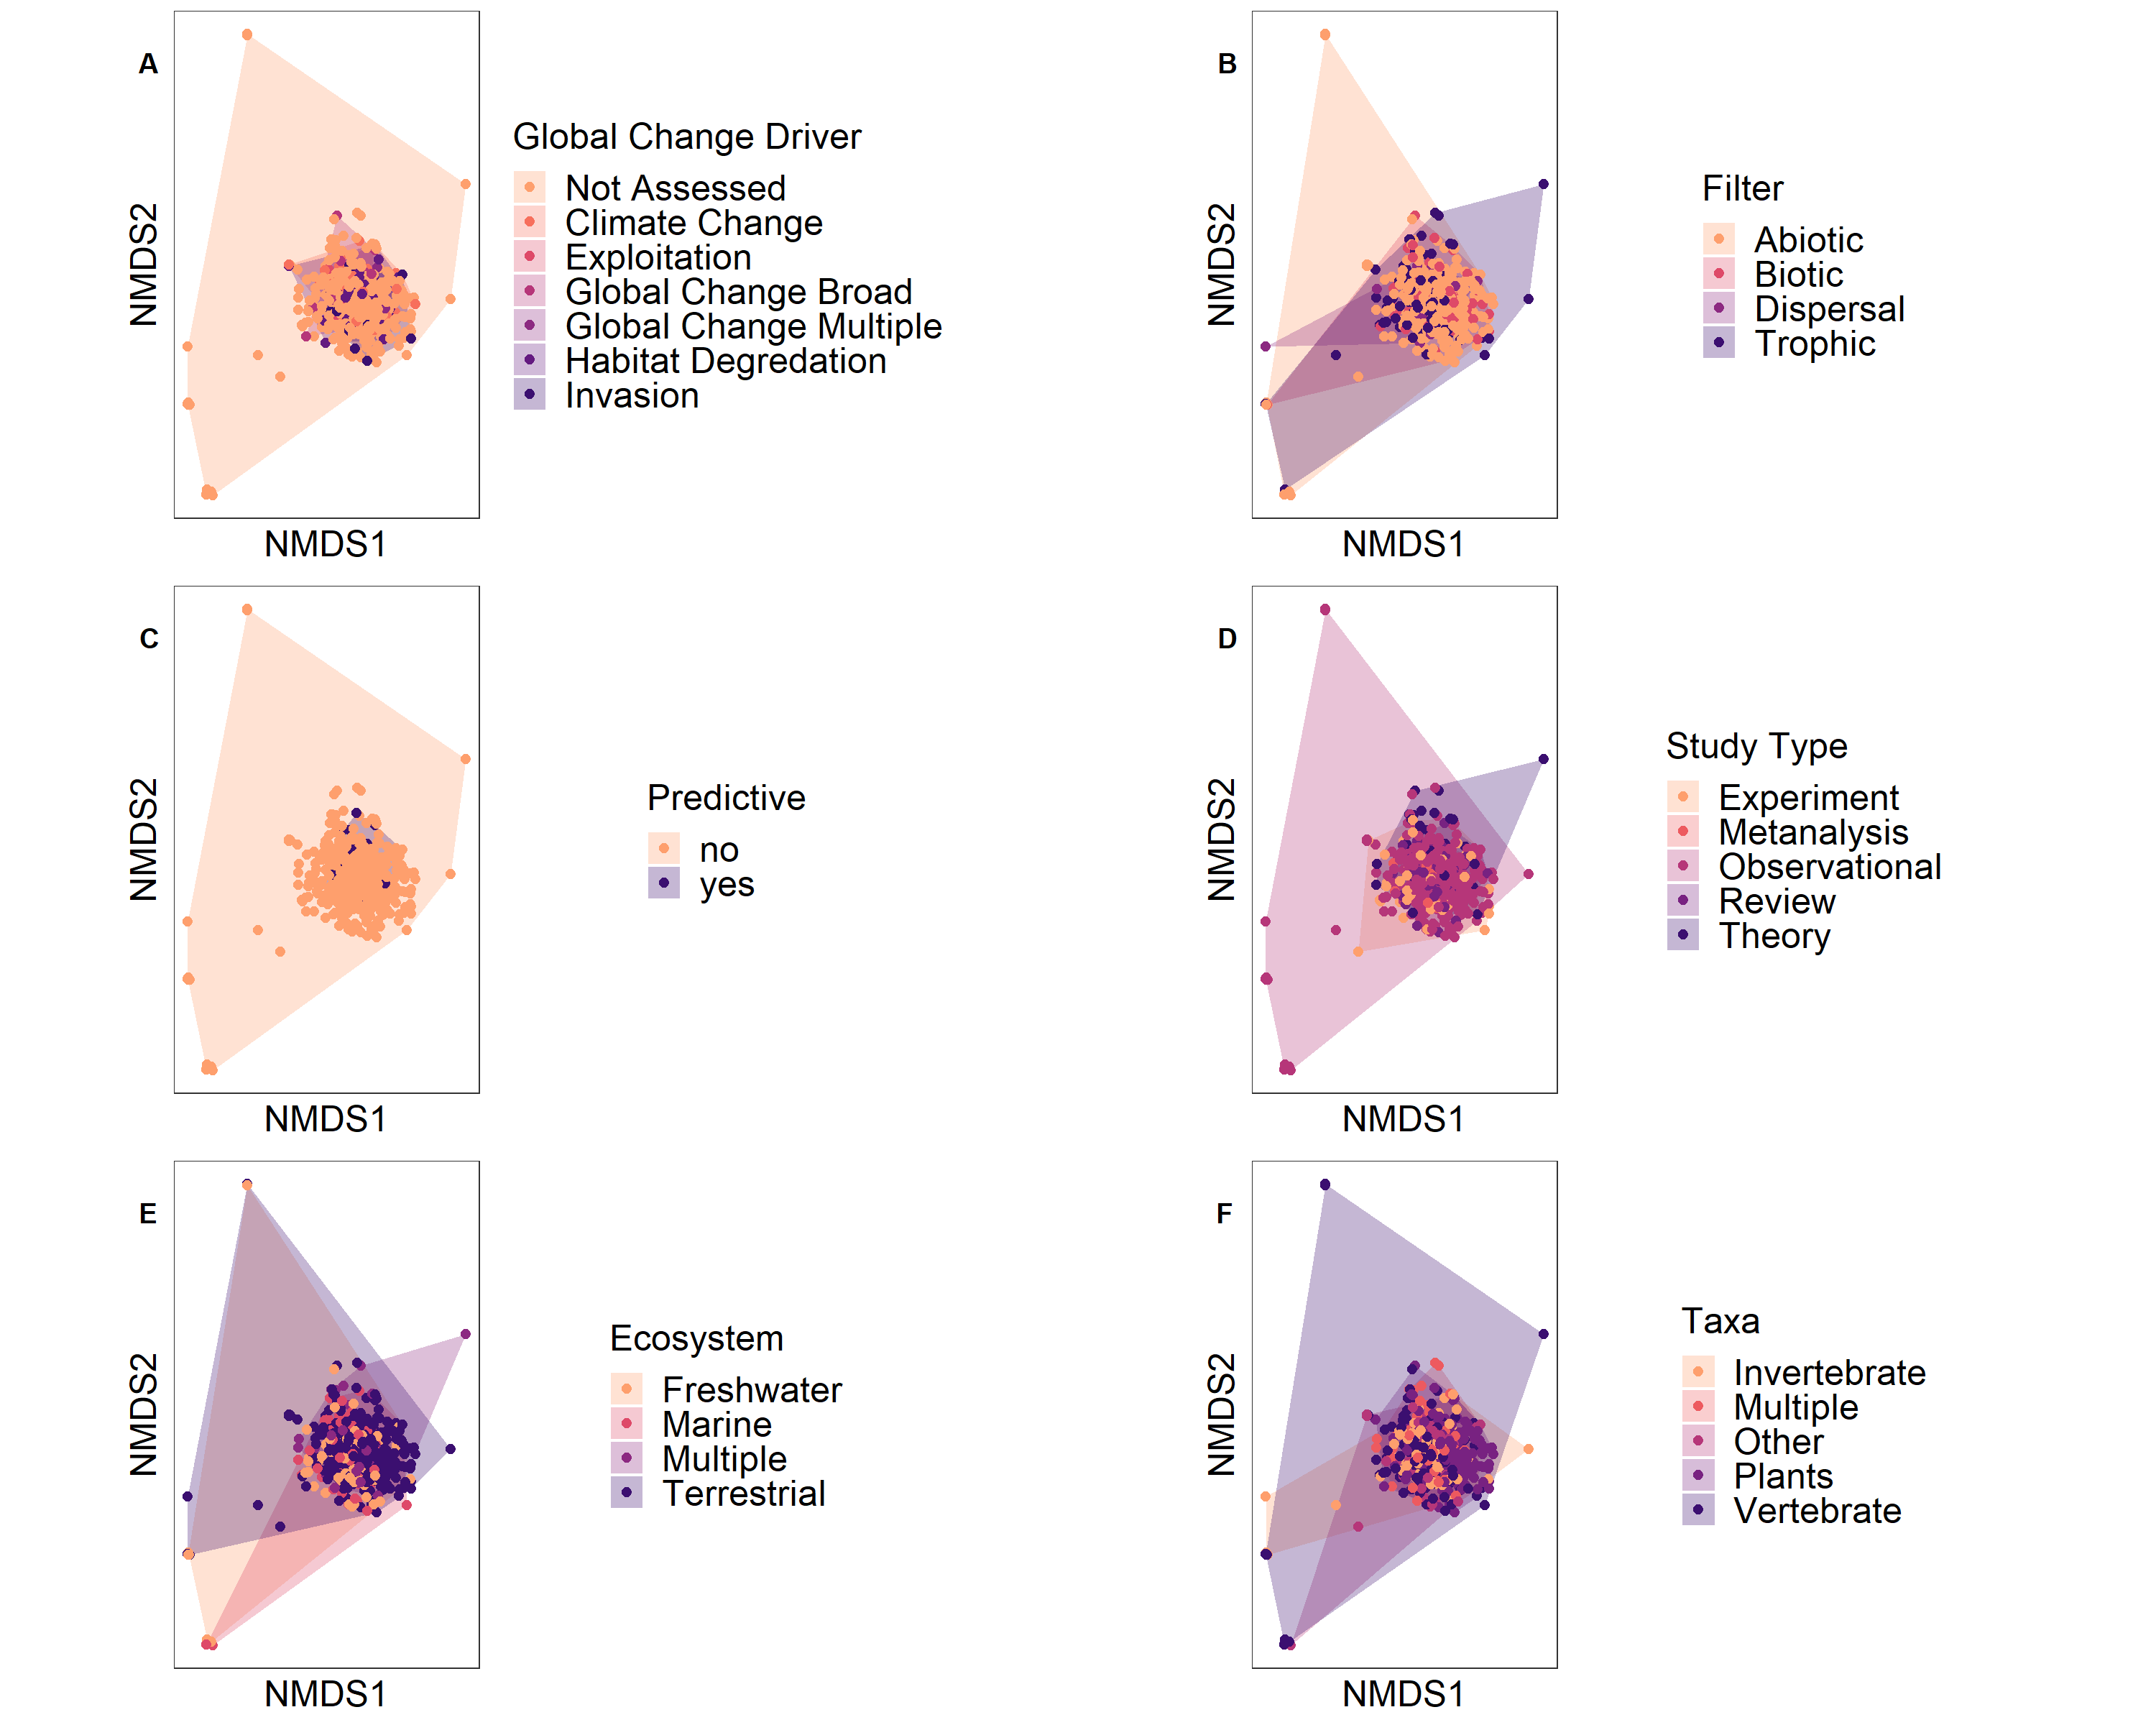 A
NMDS2
NMDS1
Global Change Driver
Not Assessed
Climate Change
Exploitation
Global Change Broad
Global Change Multiple
Habitat Degredation
Invasion
B
NMDS2
NMDS1
Filter
Abiotic
Biotic
Dispersal
Trophic
C
NMDS2
NMDS1
Predictive
no
yes
D
NMDS2
NMDS1
Study Type
Experiment
Metanalysis
Observational
Review
Theory
E
NMDS2
NMDS1
Ecosystem
Freshwater
Marine
Multiple
Terrestrial
F
NMDS2
NMDS1
Taxa
Invertebrate
Multiple
Other
Plants
Vertebrate